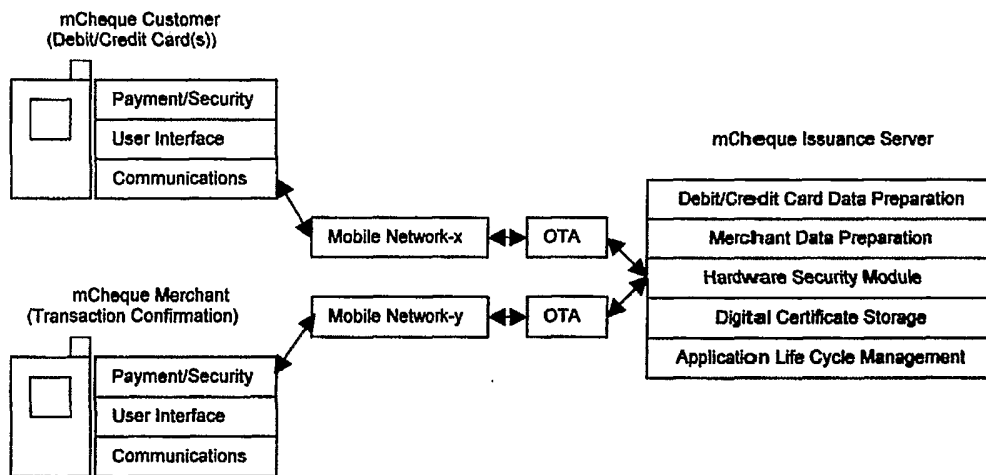 mCheque Customer
(Debit/Credit Card(s))
Payment/Security
User Interface
Communications
mCheque Issuance Server
Debit/Credit Card Data Preparation
Merchant Data Preparation
Hardware Security Module
Digital Certificate Storage
Application Life Cycle Management
Mobile Network-x
OTA
Mobile Network-y
OTA
mCheque Merchant
(Transaction Confirmation)
Payment/Security
User Interface
Communications